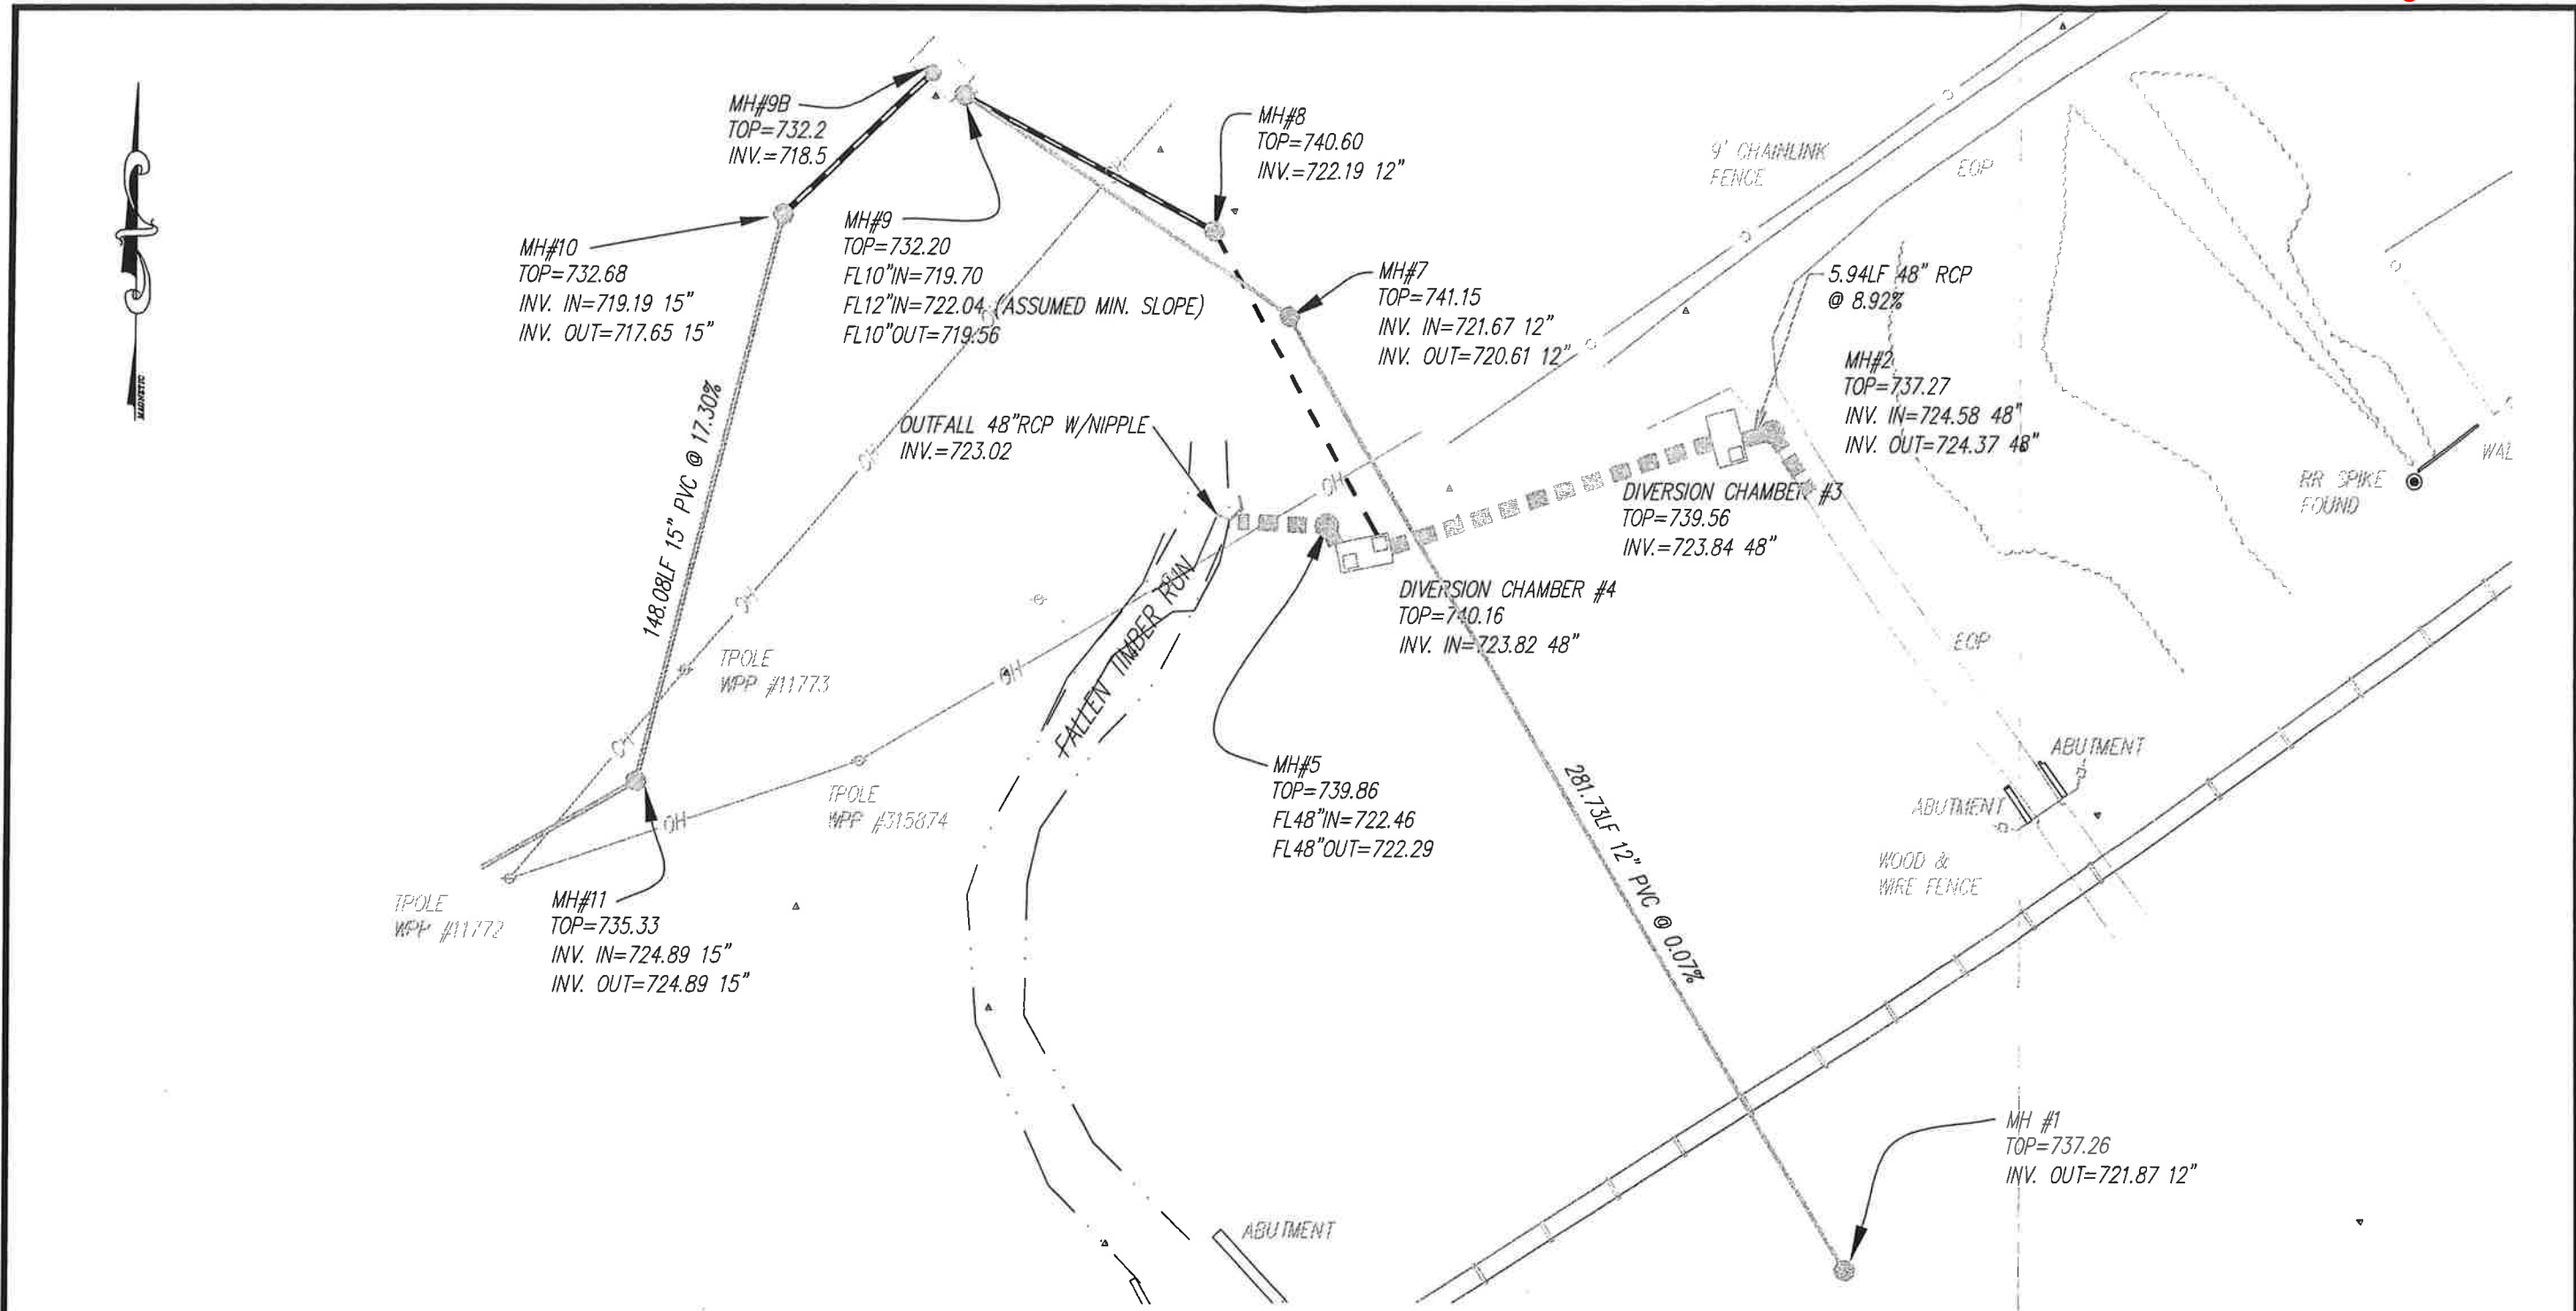 MH#9B
TOP=732.2
INV.=718.5
MH#8
TOP=740.60
INV.=722.19 12"
9' CHAINLINK
FENCE
EOP
MH#10
TOP=732.68
INV. IN=719.19 15"
INV. OUT=717.65 15"
MH#9
TOP=732.20
FL10"IN=719.70
FL12"IN=722.04 (ASSUMED MIN. SLOPE)
FL10"OUT=719.56
MH#7
TOP=741.15
INV. IN=721.67 12"
INV. OUT=720.61 12"
5.94LF 48" RCP
@ 8.92%
MH#2
TOP=737.27
INV. IN=724.58 48"
INV. OUT=724.37 48"
MAGNETIC
OH
OH
OH
OH
OH
OH
OH
OH
148.08LF 15" PVC @ 17.30%
OUTFALL 48"RCP W/NIPPLE
INV.=723.02
RR SPIKE
FOUND
WAL
DIVERSION CHAMBER #3
TOP=739.56
INV.=723.84 48"
DIVERSION CHAMBER #4
TOP=740.16
INV. IN=723.82 48"
FALLEN TIMBER RUN
EOP
TPOLE
WPP #11773
TPOLE
WPP #315874
MH#5
TOP=739.86
FL48"IN=722.46
FL48"OUT=722.29
281.73LF 12" PVC @ 0.07%
ABUTMENT
ABUTMENT
WOOD &
WIRE FENCE
TPOLE
WPP #11772
MH#11
TOP=735.33
INV. IN=724.89 15"
INV. OUT=724.89 15"
MH #1
TOP=737.26
INV. OUT=721.87 12"
ABUTMENT